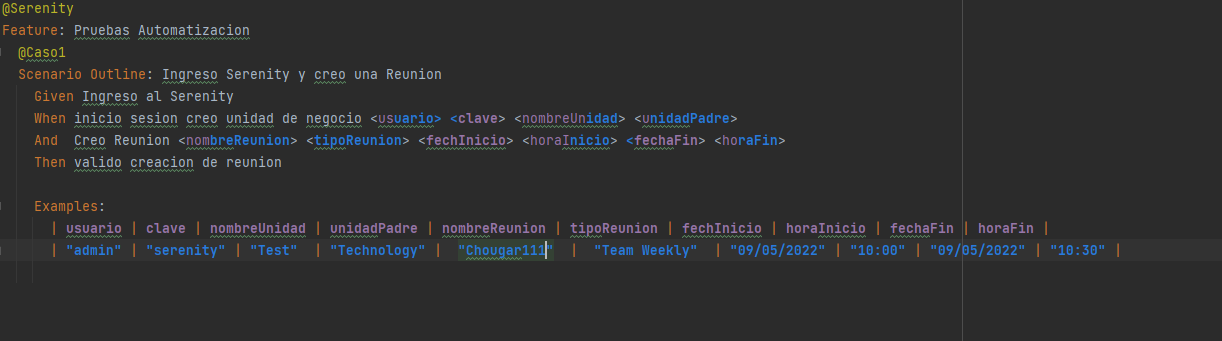 @Serenity
Feature: Pruebas Automatizacion
@Caso1
Scenario Outline: Ingreso Serenity y creo una Reunion
Given Ingreso al Serenity
When inicio sesion creo unidad de negocio <usuario> <clave> <nombreUnidad> <unidadPadre>
And  Creo Reunion <nombreReunion> <tipoReunion> <fechInicio> <horaInicio> <fechaFin> <horaFin>
Then valido creacion de reunion
Examples:
| usuario | clave | nombreUnidad | unidadPadre | nombreReunion | tipoReunion | fechInicio | horaInicio | fechaFin | horaFin |
| "admin" | "serenity" | "Test"  | "Technology" |  "Chougar111"  |  "Team Weekly"  | "09/05/2022" | "10:00" | "09/05/2022" | "10:30" |